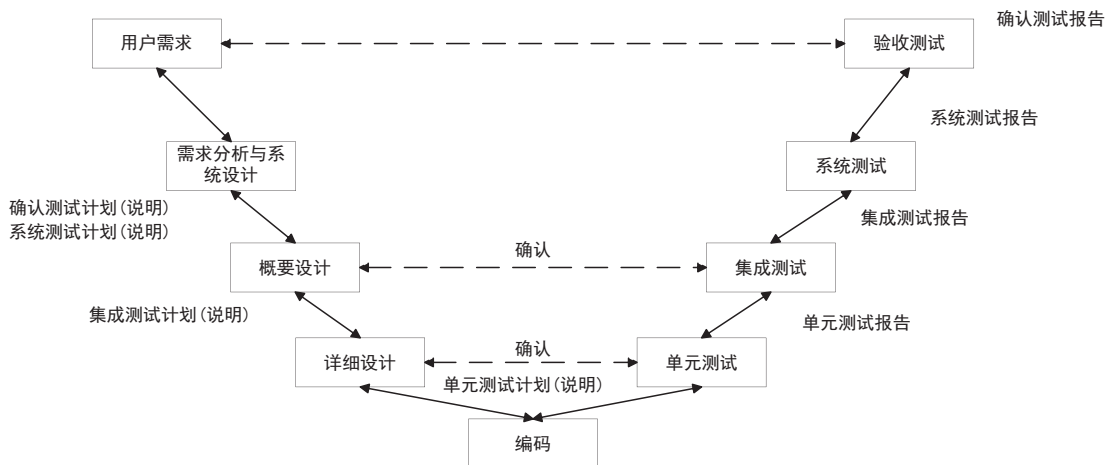 确认测试报告
用户需求
验收测试
系统测试报告
需求分析与系
统设计
系统测试
确认测试计划(说明)
系统测试计划(说明)
集成测试报告
确认
概要设计
集成测试
集成测试计划(说明)
单元测试报告
确认
详细设计
单元测试
单元测试计划(说明)
编码